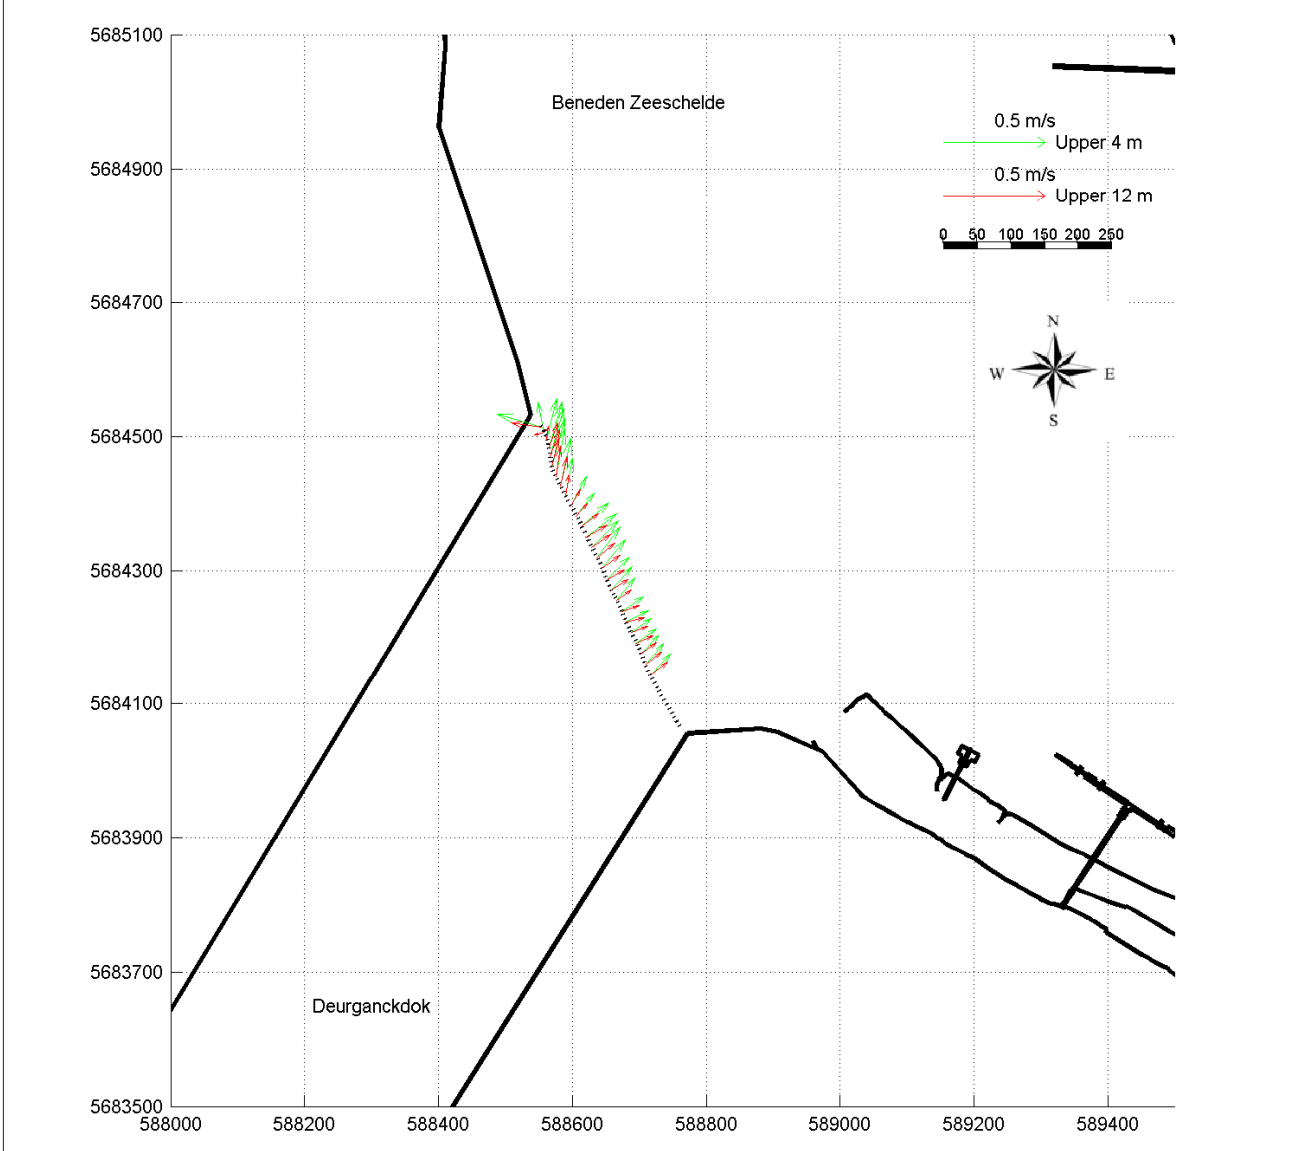 5685100
Beneden Zeeschelde
0.5 m/s
Upper 4 m
5684900
0.5 m/s
Upper 12 m
0 50 100 150 200 250
5684700
N
W E
S
5684500
5684300
5684100
5683900
5683700
Deurganckdok
5683500
588000 588200 588400 588600 588800 589000 589200 589400